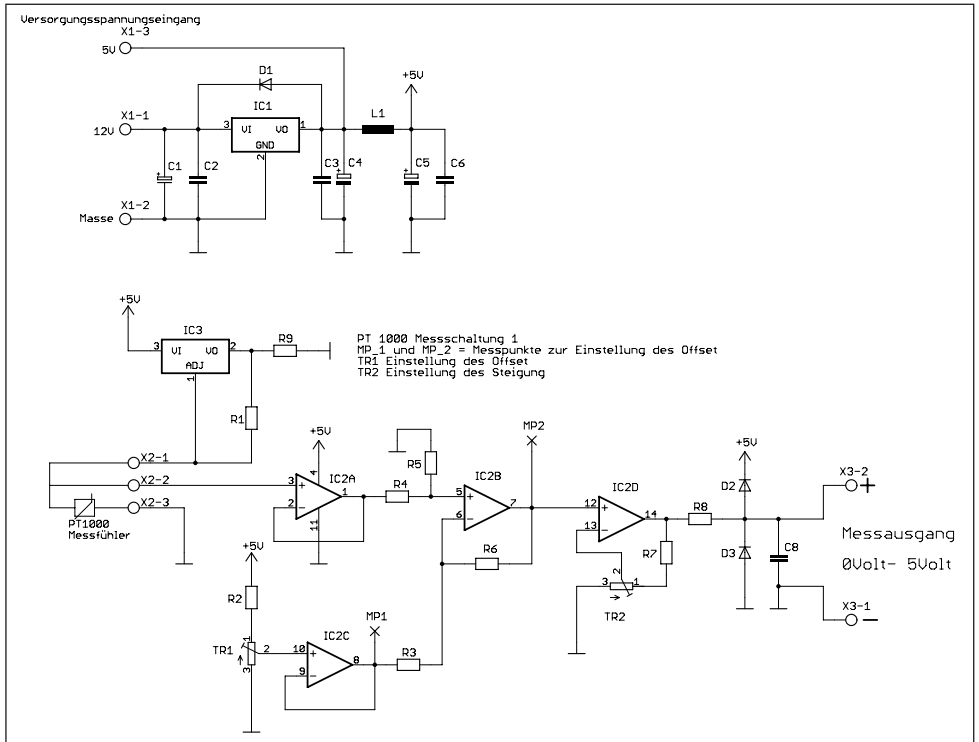 Versorgungsspannungseingang
X1-3
5V
D1
+5V
X1-1
IC1
L1
12V
3 VI VO 1
GND
2
C1
C2
C3
C4
C5
C6
X1-2
Masse
+5V
IC3
R9
3 VI VO 2
ADJ
1
PT 1000 Messschaltung 1
MP_1 und MP_2 = Messpunkte zur Einstellung des Offset
TR1 Einstellung des Offset
TR2 Einstellung des Steigung
R1
+5V
MP2
+5V
X2-1
X2-2
X2-3
PT1000
Messfühler
3
2
4
11
1
IC2A
R4
R5
5
6
7
IC2B
R6
12
13
14
IC2D
R7
R8
D2
D3
C8
X3-2
+
Messausgang
0Volt- 5Volt
X3-1
-
3
2
1
TR2
+5V
R2
TR1
1
2
3
MP1
IC2C
10
9
8
R3